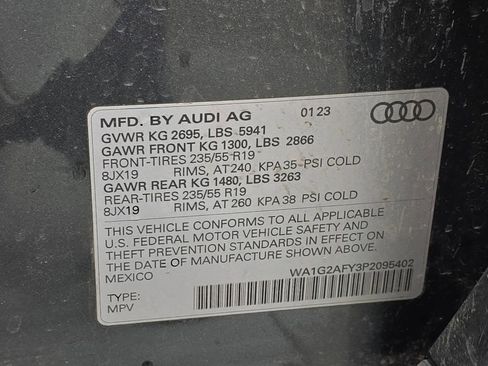 MFD. BY AUDI AG 01 23
GVWR KG 2695, LBS 5941
GAWR FRONT KG 1300, LBS 2866
FRONT-TIRES 235/55 R19
8JX19 RIMS, AT 240 KPA 35 PSI COLD
GAWR REAR KG 1480, LBS 3263
REAR-TIRES 235/55 R19
8JX19 RIMS, AT 260 KPA 38 PSI COLD
THIS VEHICLE CONFORMS TO ALL APPLICABLE
U.S. FEDERAL MOTOR VEHICLE SAFETY AND
THEFT PREVENTION STANDARDS IN EFFECT ON
THE DATE OF MANUFACTURE SHOWN ABOVE.
MEXICO
WA1G2AFY3P2095402
TYPE:
MPV